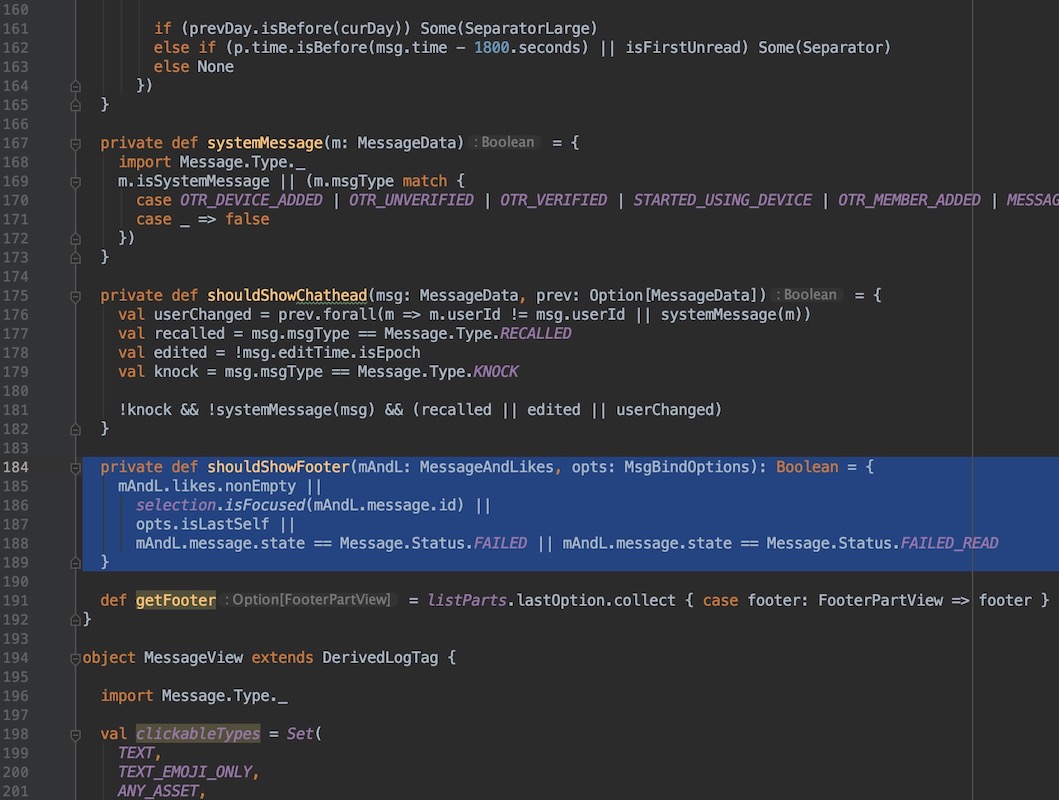 160
161 if (prevDay.isBefore(curDay)) Some(SeparatorLarge)
162 else if (p.time.isBefore(msg.time - 1800.seconds) || isFirstUnread) Some(Separator)
163 else None
164 })
165 }
166
167 private def systemMessage(m: MessageData) : Boolean = {
168 import Message.Type._
169 m.isSystemMessage || (m.msgType match {
170 case OTR_DEVICE_ADDED | OTR_UNVERIFIED | OTR_VERIFIED | STARTED_USING_DEVICE | OTR_MEMBER_ADDED | MESSAG
171 case _ => false
172 })
173 }
174
175 private def shouldShowChathead(msg: MessageData, prev: Option[MessageData]) : Boolean = {
176 val userChanged = prev.forall(m => m.userId != msg.userId || systemMessage(m))
177 val recalled = msg.msgType == Message.Type.RECALLED
178 val edited = !msg.editTime.isEpoch
179 val knock = msg.msgType == Message.Type.KNOCK
180
181 !knock && !systemMessage(msg) && (recalled || edited || userChanged)
182 }
183
184 private def shouldShowFooter(mAndL: MessageAndLikes, opts: MsgBindOptions): Boolean = {
185 mAndL.likes.nonEmpty ||
186 selection.isFocused(mAndL.message.id) ||
187 opts.isLastSelf ||
188 mAndL.message.state == Message.Status.FAILED || mAndL.message.state == Message.Status.FAILED_READ
189 }
190
191 def getFooter : Option[FooterPartView] = listParts.lastOption.collect { case footer: FooterPartView => footer }
192 }
193
194 object MessageView extends DerivedLogTag {
195
196 import Message.Type._
197
198 val clickableTypes = Set(
199 TEXT,
200 TEXT_EMOJI_ONLY,
201 ANY_ASSET,